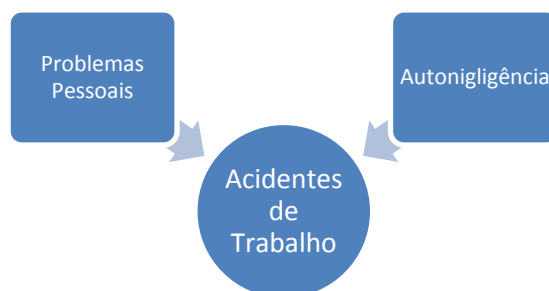 Problemas
Pessoais
Autonigligência
Acidentes
de
Trabalho